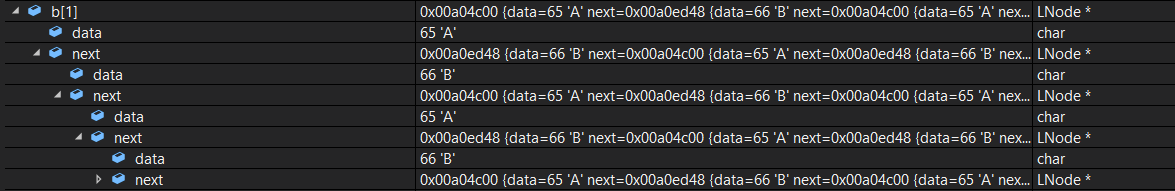 b[1] 0x00a04c00 {data=65 'A' next=0x00a0ed48 {data=66 'B' next=0x00a04c00 {data=65 'A' nex... LNode *
data 65 'A' char
next 0x00a0ed48 {data=66 'B' next=0x00a04c00 {data=65 'A' next=0x00a0ed48 {data=66 'B' nex... LNode *
data 66 'B' char
next 0x00a04c00 {data=65 'A' next=0x00a0ed48 {data=66 'B' next=0x00a04c00 {data=65 'A' nex... LNode *
data 65 'A' char
next 0x00a0ed48 {data=66 'B' next=0x00a04c00 {data=65 'A' next=0x00a0ed48 {data=66 'B' nex... LNode *
data 66 'B' char
next 0x00a04c00 {data=65 'A' next=0x00a0ed48 {data=66 'B' next=0x00a04c00 {data=65 'A' nex... LNode *